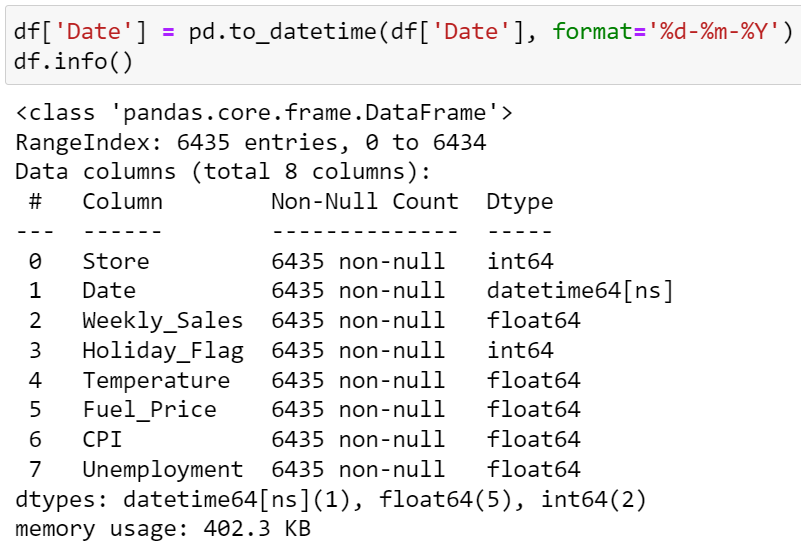 df['Date'] = pd.to_datetime(df['Date'], format='%d-%m-%Y')
df.info()
<class 'pandas.core.frame.DataFrame'>
RangeIndex: 6435 entries, 0 to 6434
Data columns (total 8 columns):
 #   Column        Non-Null Count  Dtype
---  ------        --------------  -----
 0   Store         6435 non-null   int64
 1   Date          6435 non-null   datetime64[ns]
 2   Weekly_Sales  6435 non-null   float64
 3   Holiday_Flag  6435 non-null   int64
 4   Temperature   6435 non-null   float64
 5   Fuel_Price    6435 non-null   float64
 6   CPI           6435 non-null   float64
 7   Unemployment  6435 non-null   float64
dtypes: datetime64[ns](1), float64(5), int64(2)
memory usage: 402.3 KB